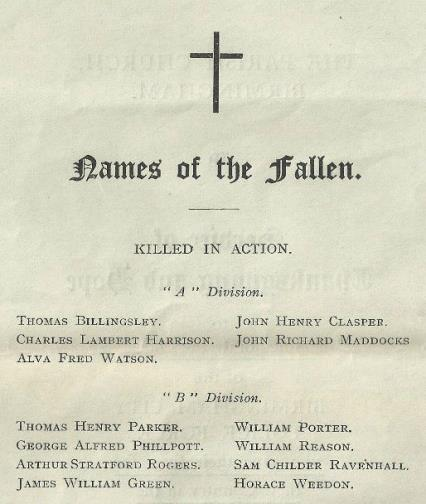 Names of the Fallen.
KILLED IN ACTION.
"A" Division.
THOMAS BILLINGSLEY. JOHN HENRY CLASPER.
CHARLES LAMBERT HARRISON. JOHN RICHARD MADDOCKS
ALVA FRED WATSON.
"B" Division.
THOMAS HENRY PARKER. WILLIAM PORTER.
GEORGE ALFRED PHILLPOTT. WILLIAM REASON.
ARTHUR STRATFORD ROGERS. SAM CHILDER RAVENHALL.
JAMES WILLIAM GREEN. HORACE WEEDON.